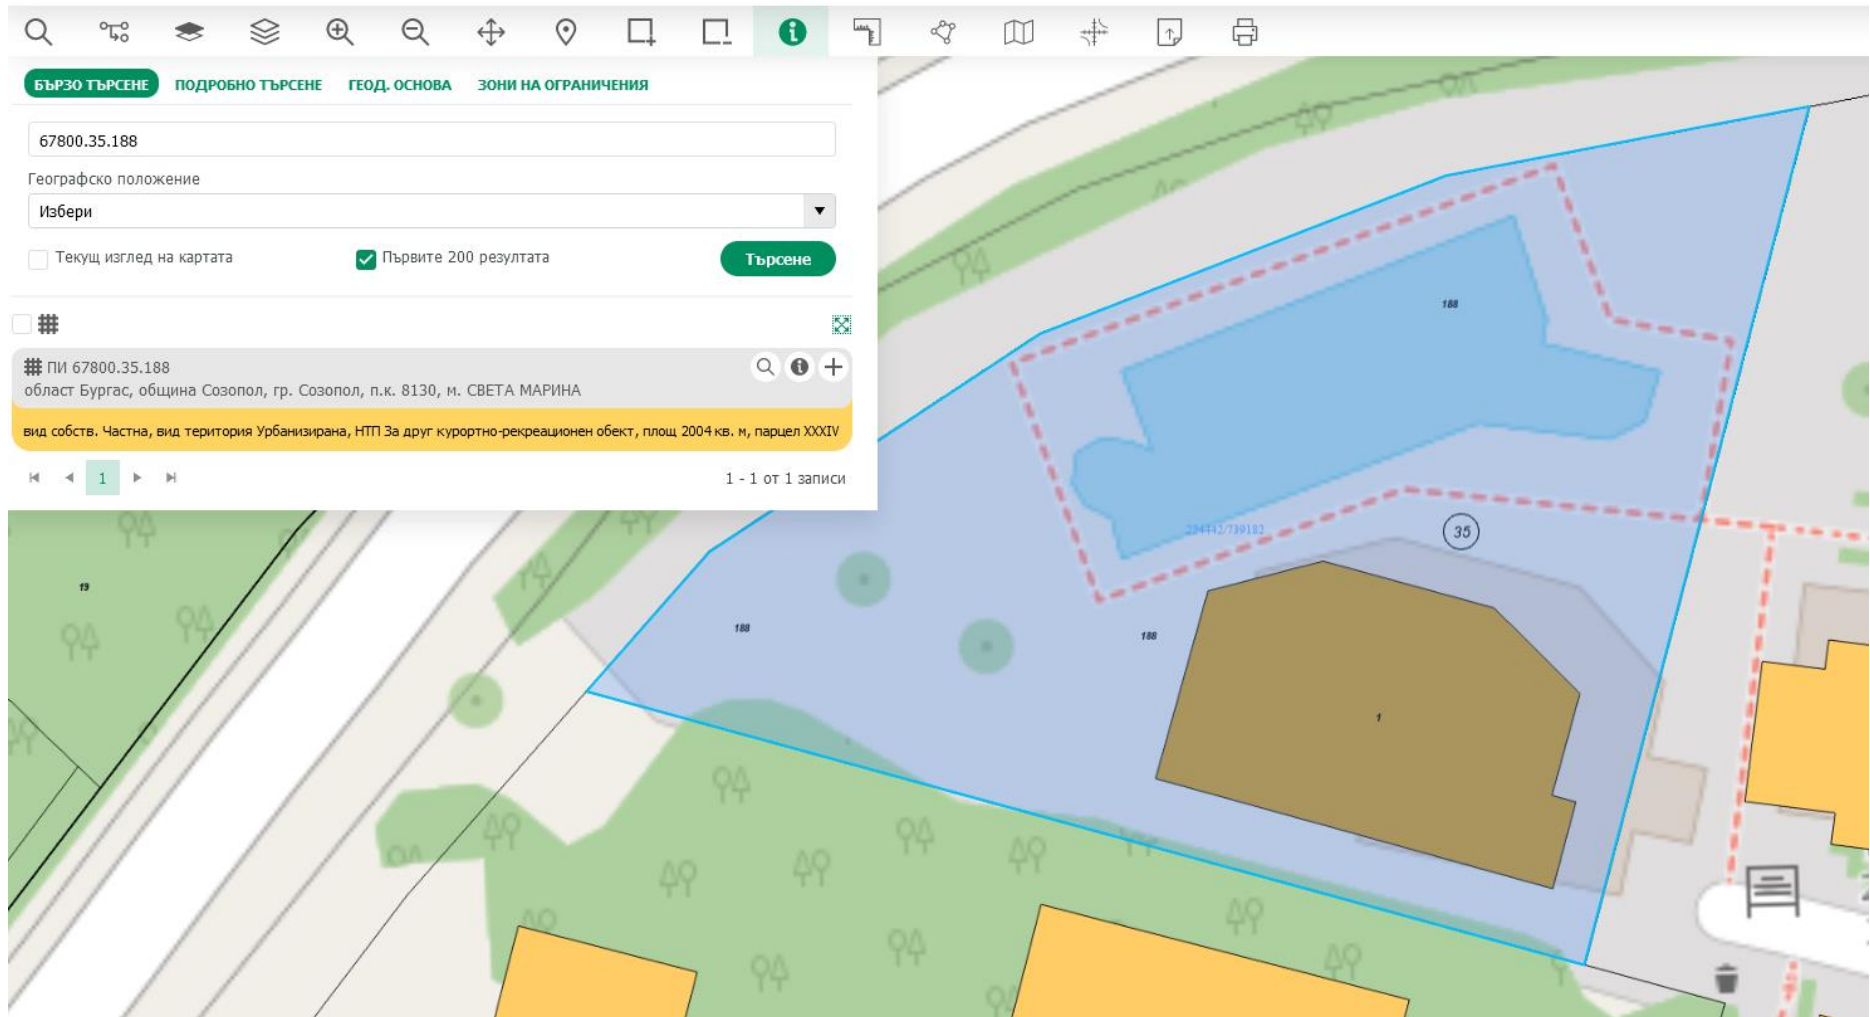 БЪРЗО ТЪРСЕНЕ ПОДРОБНО ТЪРСЕНЕ ГЕОД. ОСНОВА ЗОНИ НА ОГРАНИЧЕНИЯ
67800.35.188
Географско положение
Избери
Текущ изглед на картата Първите 200 резултата Търсене
ПИ 67800.35.188
област Бургас, община Созопол, гр. Созопол, п.к. 8130, м. СВЕТА МАРИНА
вид собств. Частна, вид територия Урбанизирана, НТП За друг курортно-рекреационен обект, площ 2004 кв. м, парцел XXXIV
1 1 - 1 от 1 записи
188
35
19
188
188
1